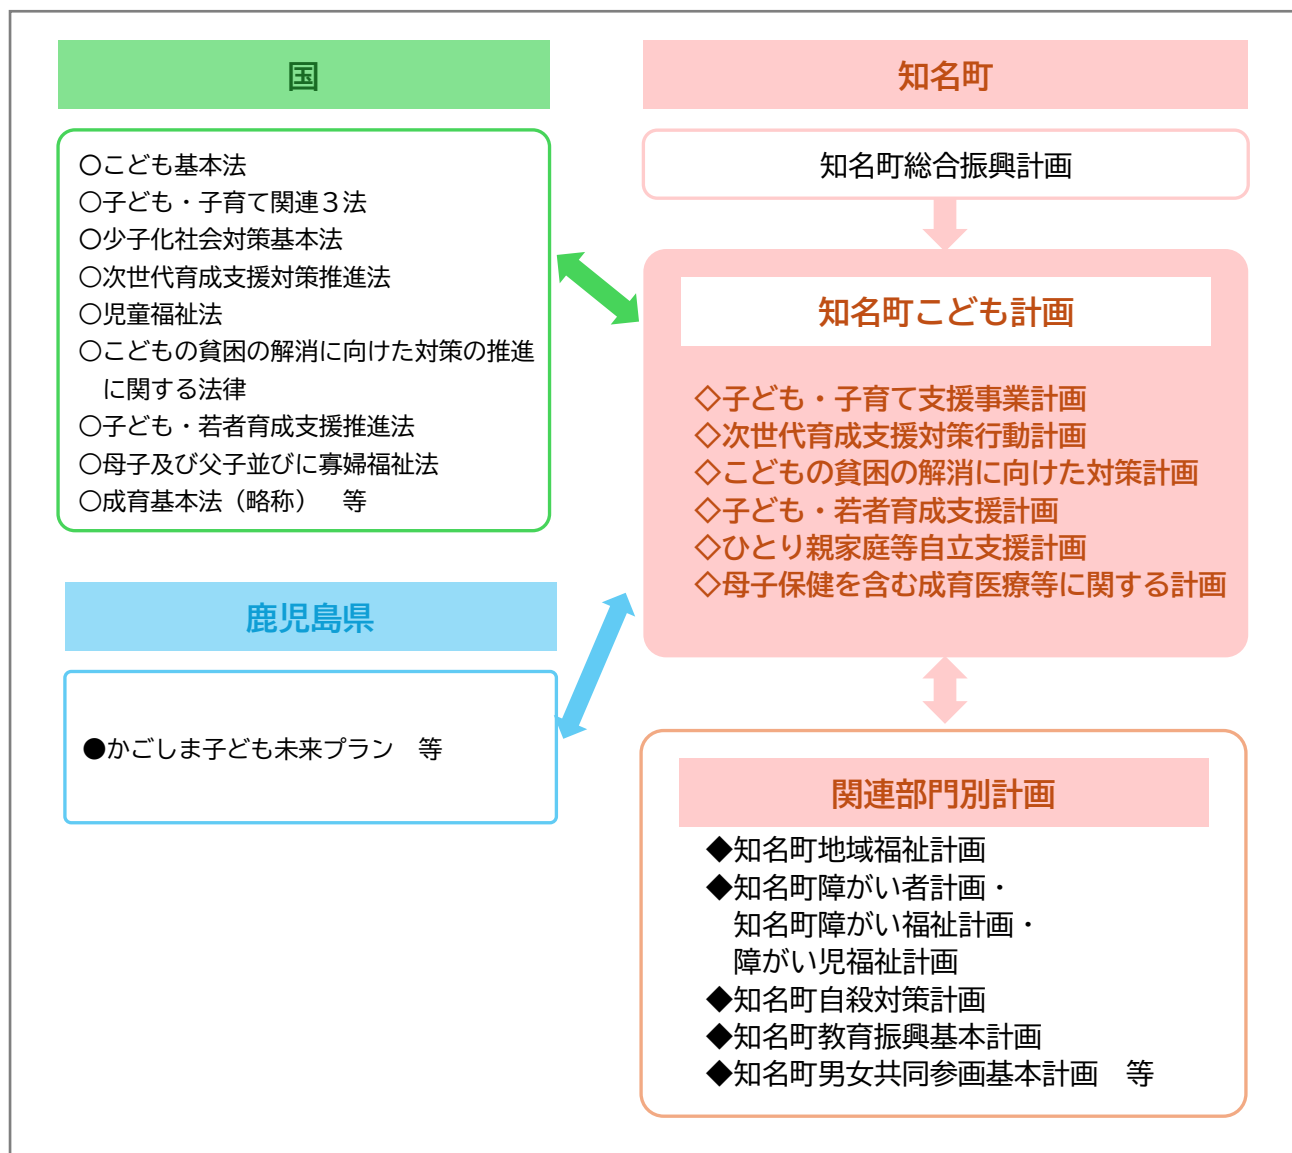 国
〇こども基本法
〇子ども・子育て関連３法
〇少子化社会対策基本法
〇次世代育成支援対策推進法
〇児童福祉法
〇こどもの貧困の解消に向けた対策の推進
に関する法律
〇子ども・若者育成支援推進法
〇母子及び父子並びに寡婦福祉法
〇成育基本法（略称）　等
鹿児島県
●かごしま子ども未来プラン　等
知名町
知名町総合振興計画
知名町こども計画
◇子ども・子育て支援事業計画
◇次世代育成支援対策行動計画
◇こどもの貧困の解消に向けた対策計画
◇子ども・若者育成支援計画
◇ひとり親家庭等自立支援計画
◇母子保健を含む成育医療等に関する計画
関連部門別計画
◆知名町地域福祉計画
◆知名町障がい者計画・
知名町障がい福祉計画・
障がい児福祉計画
◆知名町自殺対策計画
◆知名町教育振興基本計画
◆知名町男女共同参画基本計画　等